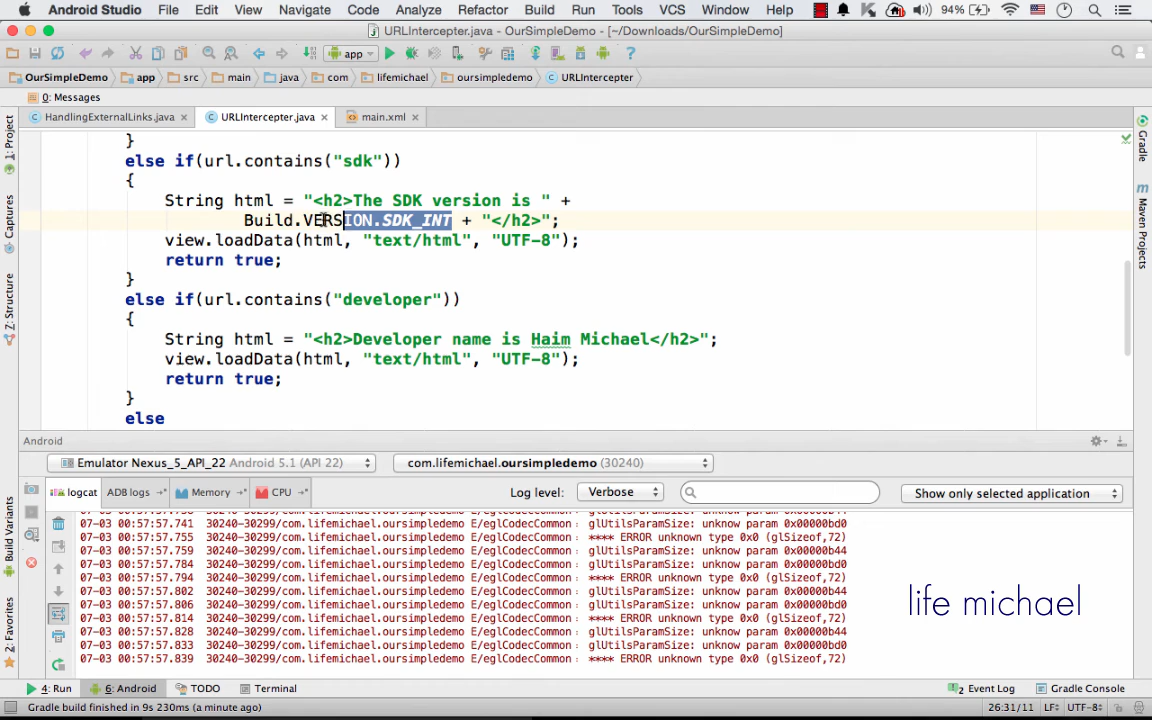 Android Studio File Edit View Navigate Code Analyze Refactor Build Run Tools VCS Window Help 94%
URLIntercepter.java - OurSimpleDemo - [~/Downloads/OurSimpleDemo]
app
OurSimpleDemo app src main java com lifemichael oursimpledemo URLIntercepter
0: Messages
HandlingExternalLinks.java URLIntercepter.java main.xml
1: Project
Captures
Z: Structure
Build Variants
2: Favorites
Gradle
Maven Projects
}
else if(url.contains("sdk"))
{
String html = "<h2>The SDK version is " +
Build.VERSION.SDK_INT + "</h2>";
view.loadData(html, "text/html", "UTF-8");
return true;
}
else if(url.contains("developer"))
{
String html = "<h2>Developer name is Haim Michael</h2>";
view.loadData(html, "text/html", "UTF-8");
return true;
}
else
Android
Emulator Nexus_5_API_22 Android 5.1 (API 22) com.lifemichael.oursimpledemo (30240)
logcat ADB logs Memory CPU Log level: Verbose Show only selected application
07-03 00:57:57.741 30240-30299/com.lifemichael.oursimpledemo E/eglCodecCommon: glUtilsParamSize: unknow param 0x00000bd0
07-03 00:57:57.755 30240-30299/com.lifemichael.oursimpledemo E/eglCodecCommon: **** ERROR unknown type 0x0 (glSizeof,72)
07-03 00:57:57.759 30240-30299/com.lifemichael.oursimpledemo E/eglCodecCommon: glUtilsParamSize: unknow param 0x00000b44
07-03 00:57:57.784 30240-30299/com.lifemichael.oursimpledemo E/eglCodecCommon: glUtilsParamSize: unknow param 0x00000bd0
07-03 00:57:57.794 30240-30299/com.lifemichael.oursimpledemo E/eglCodecCommon: **** ERROR unknown type 0x0 (glSizeof,72)
07-03 00:57:57.802 30240-30299/com.lifemichael.oursimpledemo E/eglCodecCommon: glUtilsParamSize: unknow param 0x00000b44
07-03 00:57:57.806 30240-30299/com.lifemichael.oursimpledemo E/eglCodecCommon: glUtilsParamSize: unknow param 0x00000bd0
07-03 00:57:57.814 30240-30299/com.lifemichael.oursimpledemo E/eglCodecCommon: **** ERROR unknown type 0x0 (glSizeof,72)
07-03 00:57:57.828 30240-30299/com.lifemichael.oursimpledemo E/eglCodecCommon: glUtilsParamSize: unknow param 0x00000b44
07-03 00:57:57.833 30240-30299/com.lifemichael.oursimpledemo E/eglCodecCommon: glUtilsParamSize: unknow param 0x00000bd0
07-03 00:57:57.839 30240-30299/com.lifemichael.oursimpledemo E/eglCodecCommon: **** ERROR unknown type 0x0 (glSizeof,72)
life michael
4: Run 6: Android TODO Terminal 2 Event Log Gradle Console
Gradle build finished in 9s 230ms (a minute ago) 26:31/11 LF UTF-8